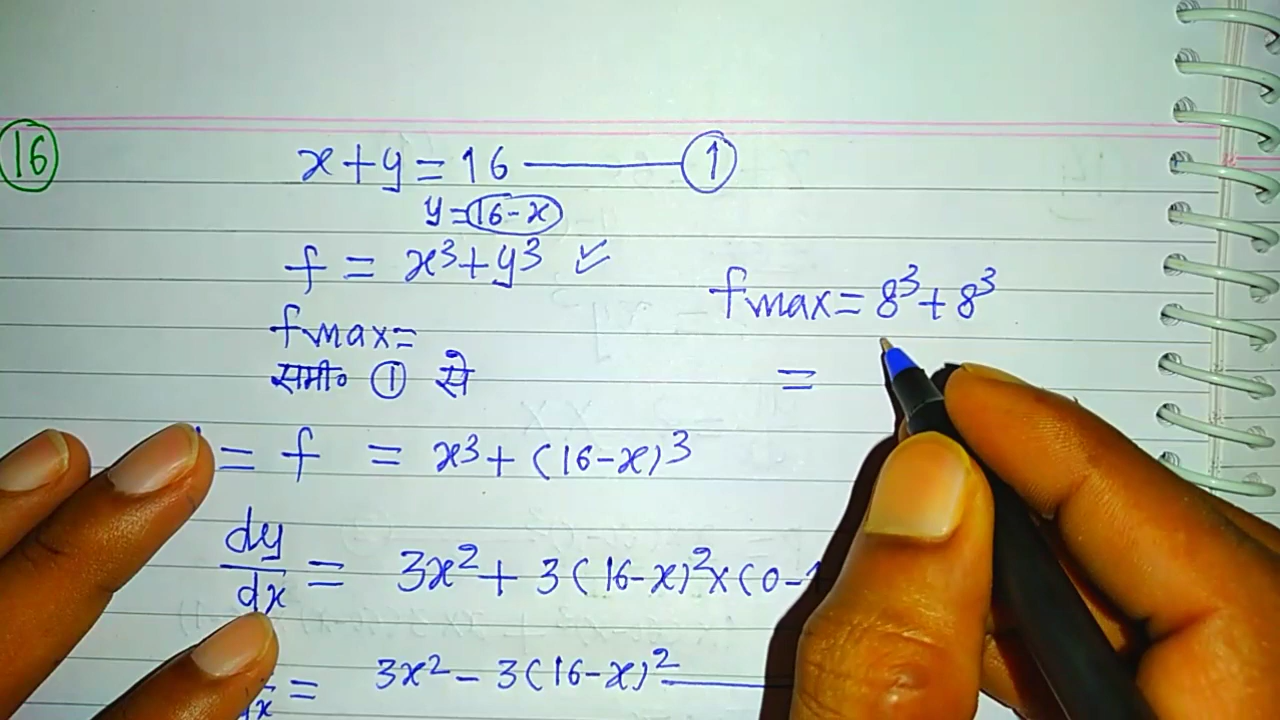 16
x+y=16 ——— ①
y=16-x
f = x³+y³ ✓
fmax=
समी० ① से
= f = x³+(16-x)³
dy/dx = 3x²+ 3(16-x)²×(0-1
= 3x²-3(16-x)²
fmax= 8³+8³
=